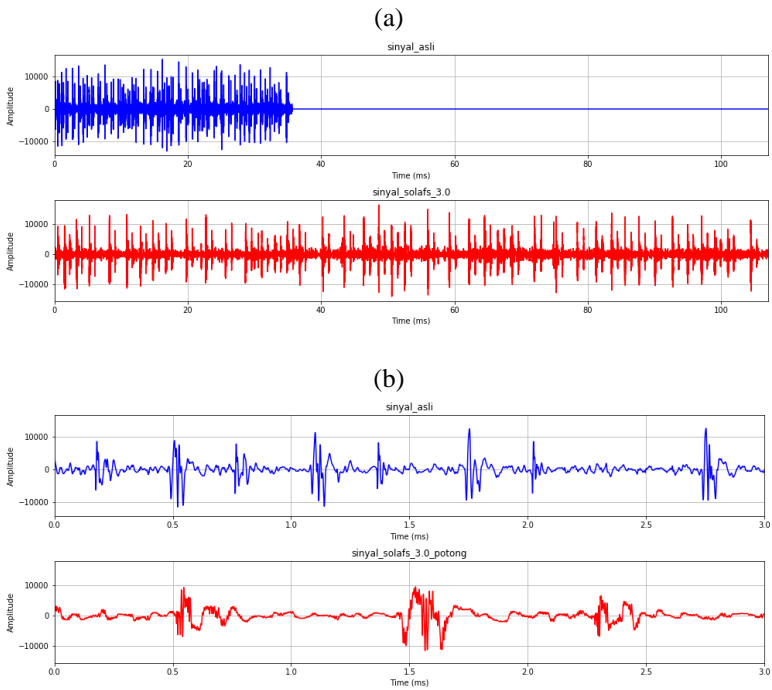 (a)
sinyal_asli
10000
0
−10000
Amplitude
0 20 40 60 80 100
Time (ms)
sinyal_solafs_3.0
10000
0
−10000
Amplitude
0 20 40 60 80 100
Time (ms)
(b)
sinyal_asli
10000
0
−10000
Amplitude
0.0 0.5 1.0 1.5 2.0 2.5 3.0
Time (ms)
sinyal_solafs_3.0_potong
10000
0
−10000
Amplitude
0.0 0.5 1.0 1.5 2.0 2.5 3.0
Time (ms)